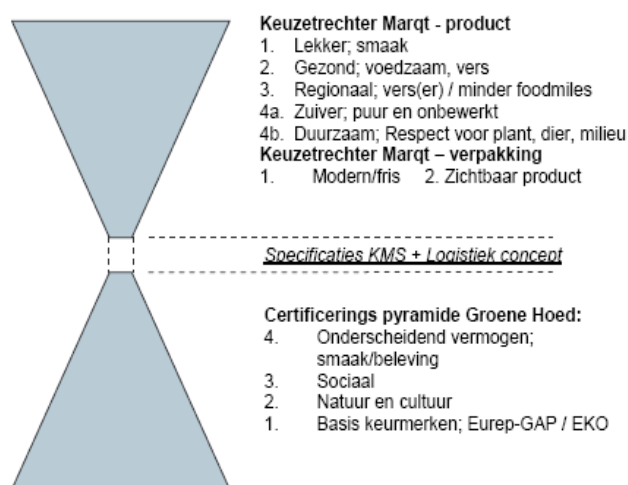 Keuzetrechter Marqt - product
1. Lekker; smaak
2. Gezond; voedzaam, vers
3. Regionaal; vers(er) / minder foodmiles
4a. Zuiver; puur en onbewerkt
4b. Duurzaam; Respect voor plant, dier, milieu
Keuzetrechter Marqt – verpakking
1. Modern/fris 2. Zichtbaar product
Specificaties KMS + Logistiek concept
Certificerings pyramide Groene Hoed:
4. Onderscheidend vermogen;
smaak/beleving
3. Sociaal
2. Natuur en cultuur
1. Basis keurmerken; Eurep-GAP / EKO